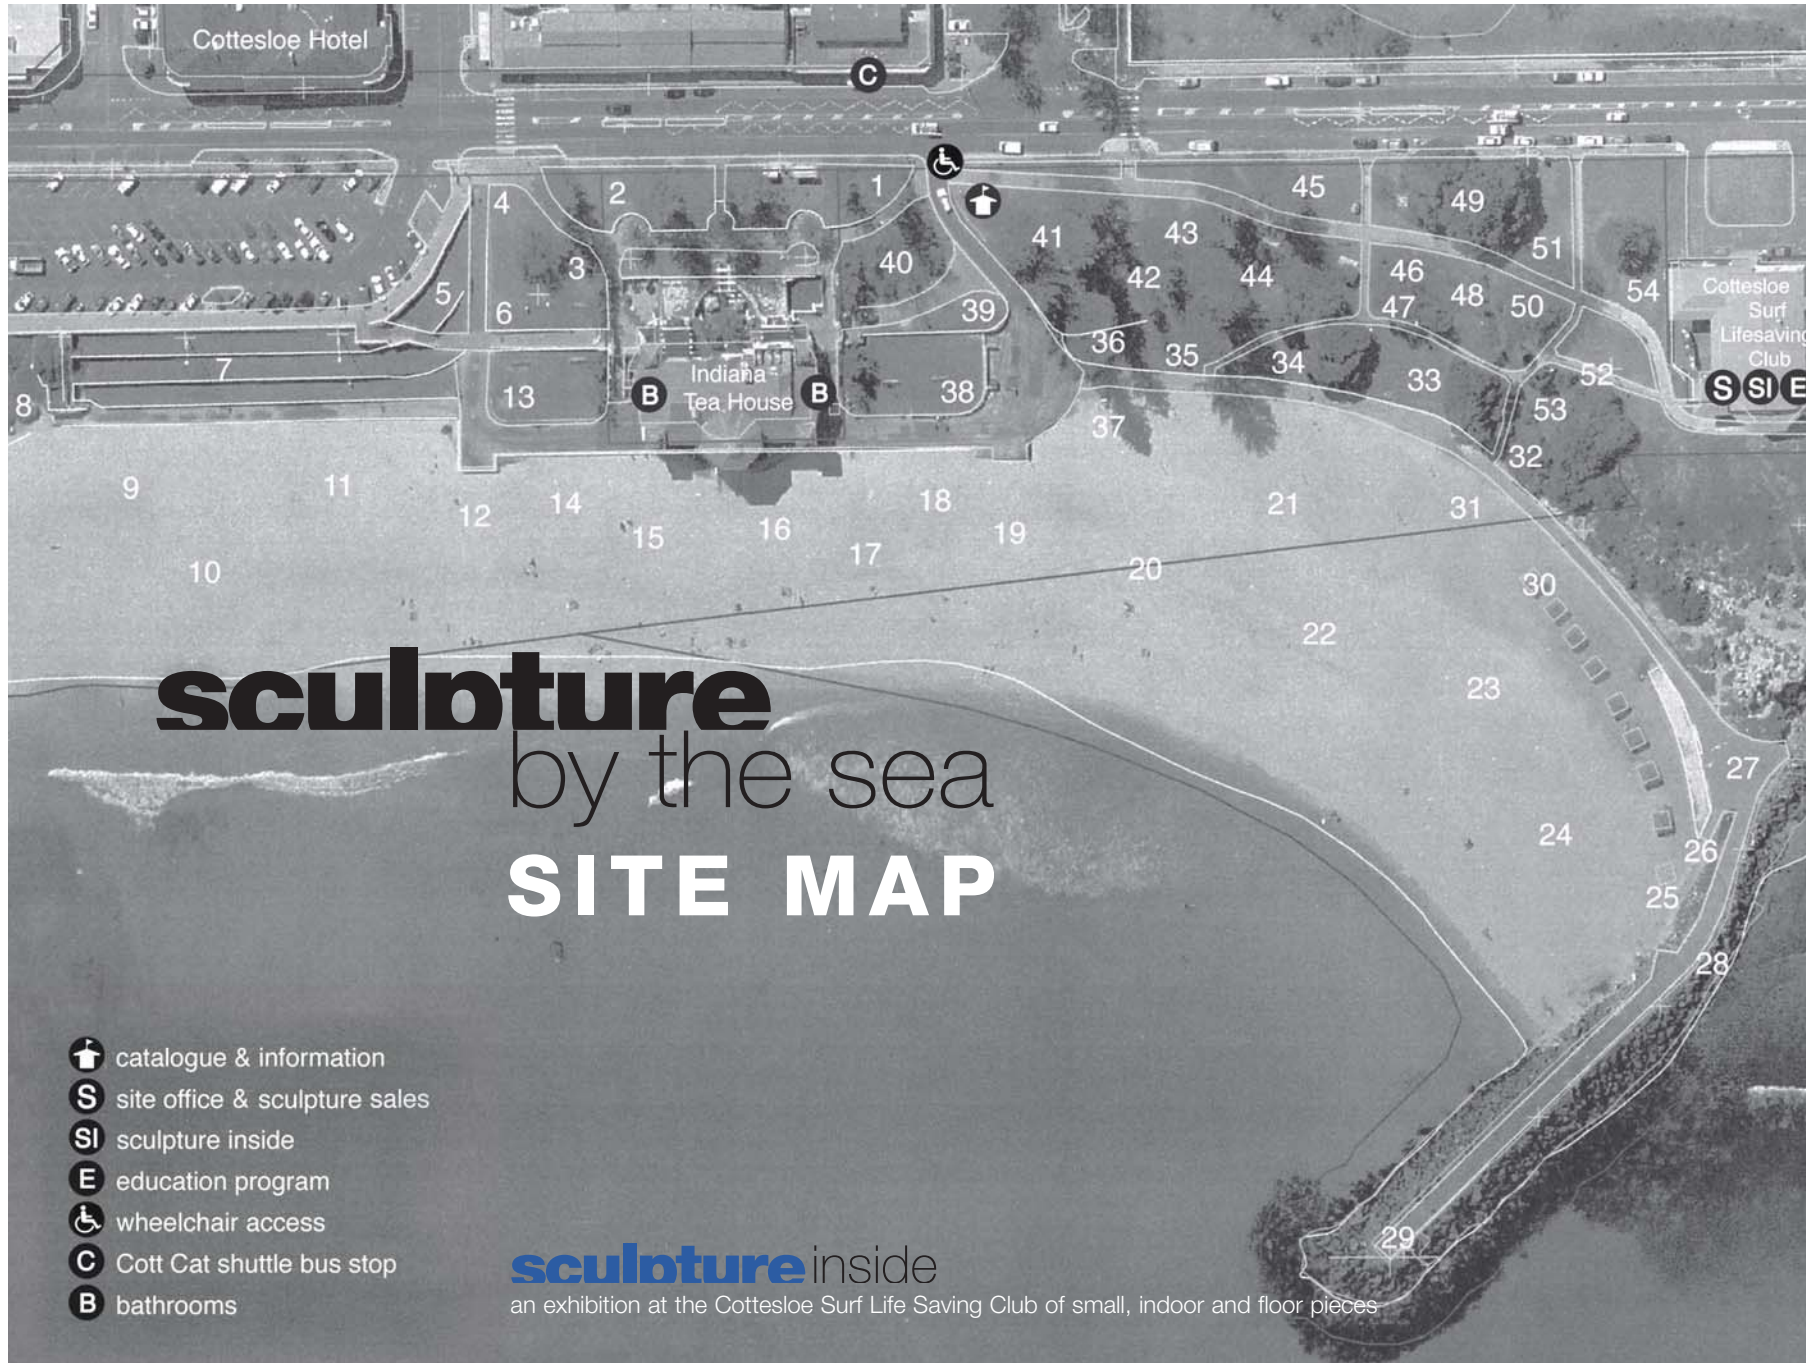 Cottesloe Hotel
C
1
2
3
4
5
6
7
8
9
10
11
12
13
14
15
16
17
18
19
20
21
22
23
24
25
26
27
28
29
30
31
32
33
34
35
36
37
38
39
40
41
42
43
44
45
46
47
48
49
50
51
52
53
54
Cottesloe
Surf
Lifesaving
Club
S SI E
B
Indiana
Tea House
B
sculpture
by the sea
SITE MAP
catalogue & information
S site office & sculpture sales
SI sculpture inside
E education program
wheelchair access
C Cott Cat shuttle bus stop
B bathrooms
sculpture inside
an exhibition at the Cottesloe Surf Life Saving Club of small, indoor and floor pieces